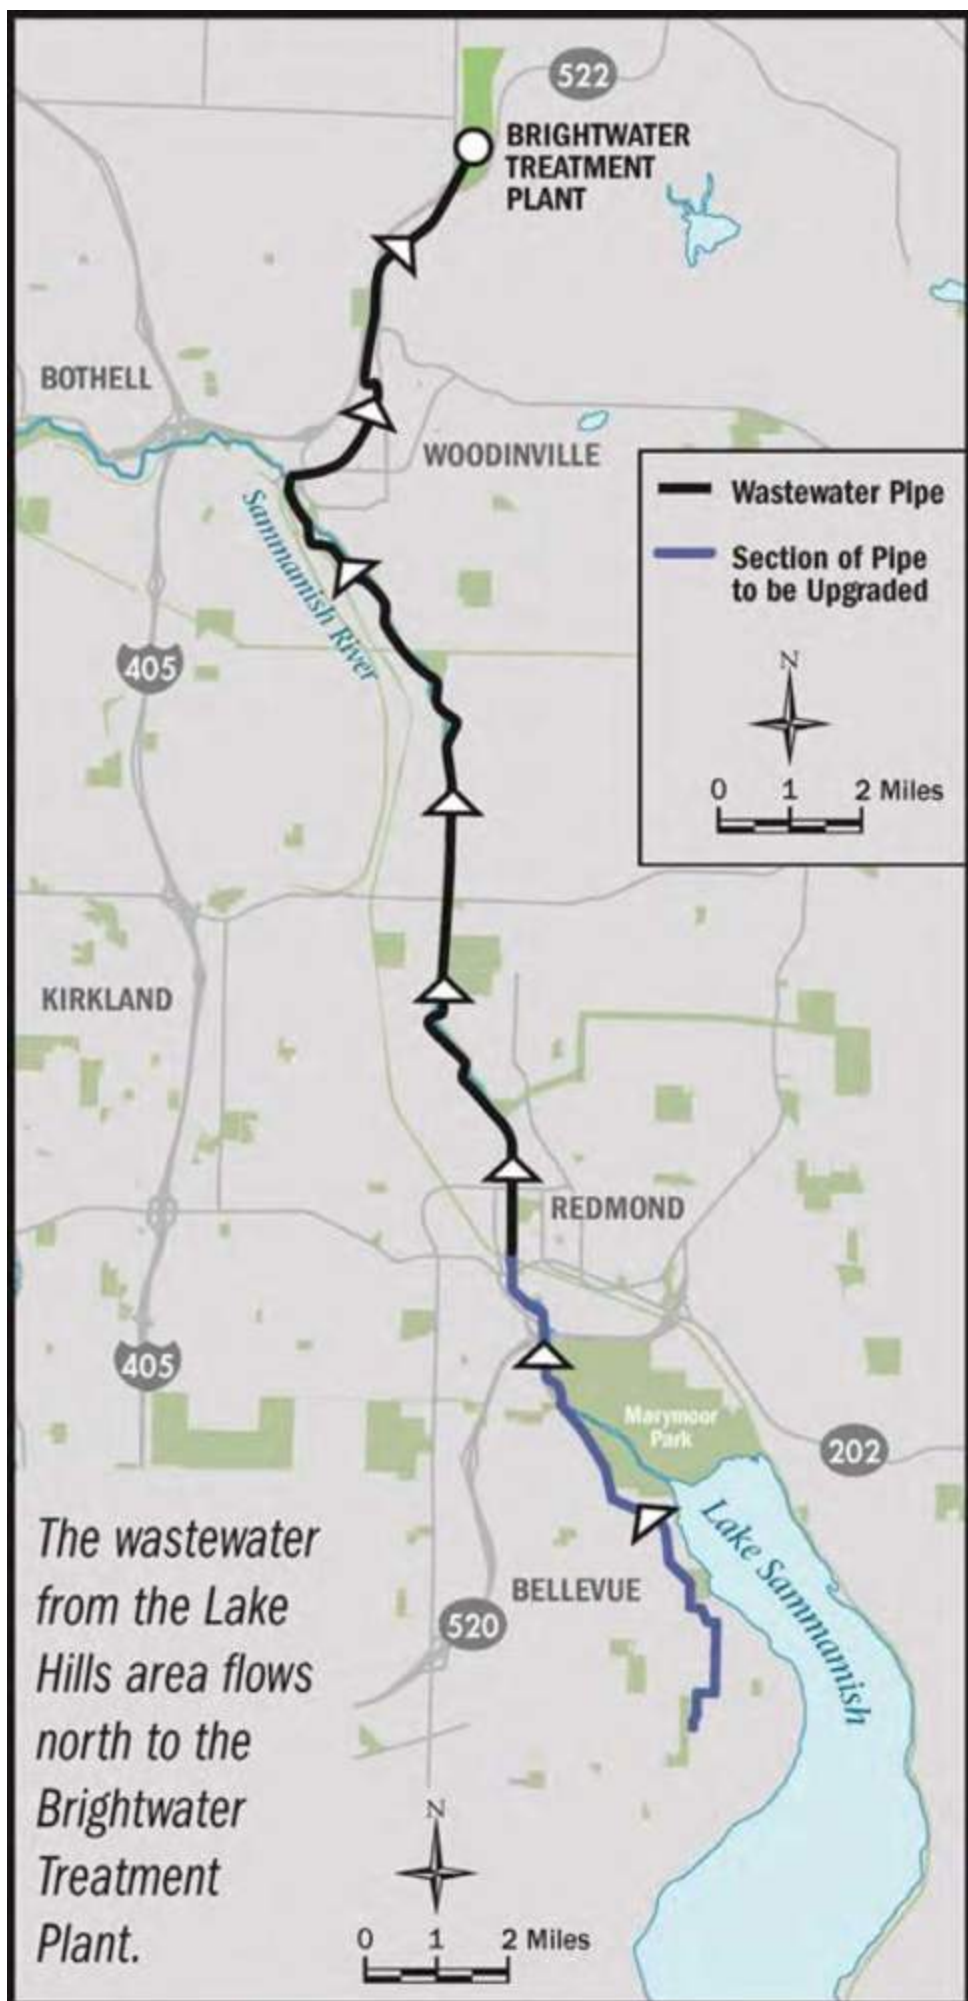 522
BRIGHTWATER
TREATMENT
PLANT
BOTHELL
WOODINVILLE
Wastewater Pipe
Section of Pipe
to be Upgraded
Sammamish River
405
N
0 1 2 Miles
KIRKLAND
REDMOND
405
Marymoor
Park
202
Lake Sammamish
BELLEVUE
520
The wastewater
from the Lake
Hills area flows
north to the
Brightwater
Treatment
Plant.
N
0 1 2 Miles